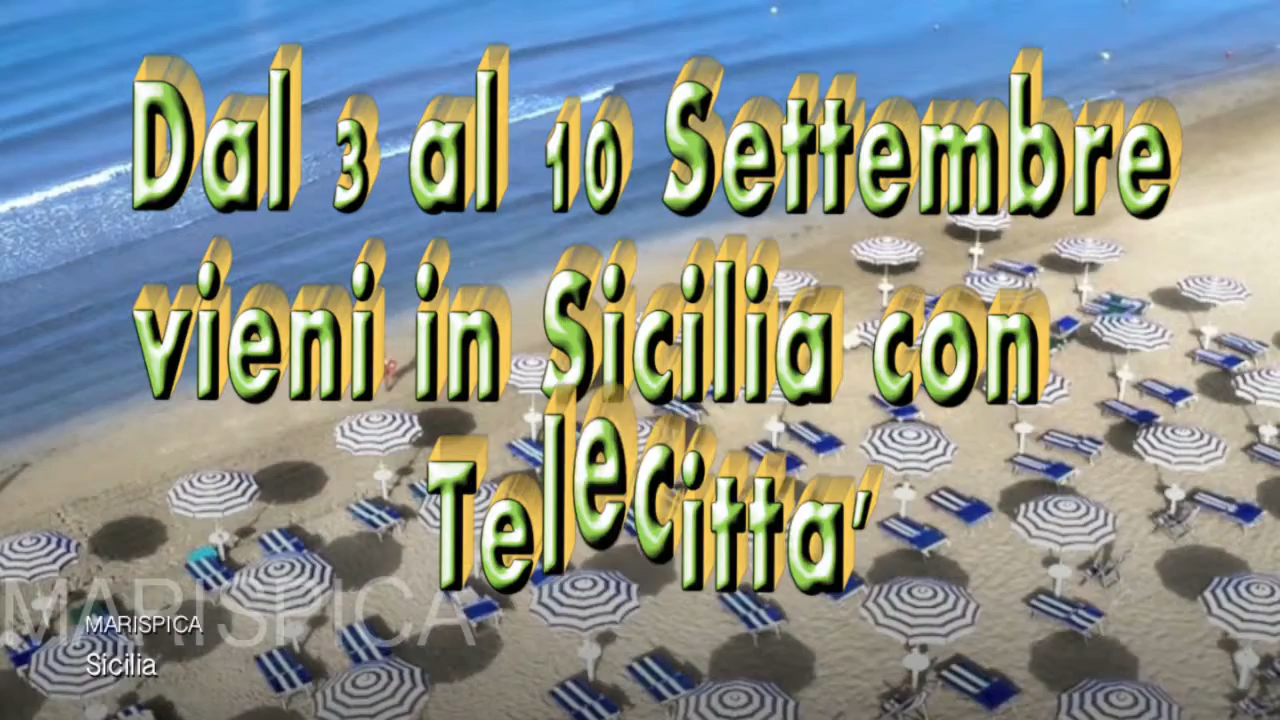 Dal 3 al 10 Settembre
vieni in Sicilia con
Telecitta'
MARISPICA
MARISPICA
Sicilia